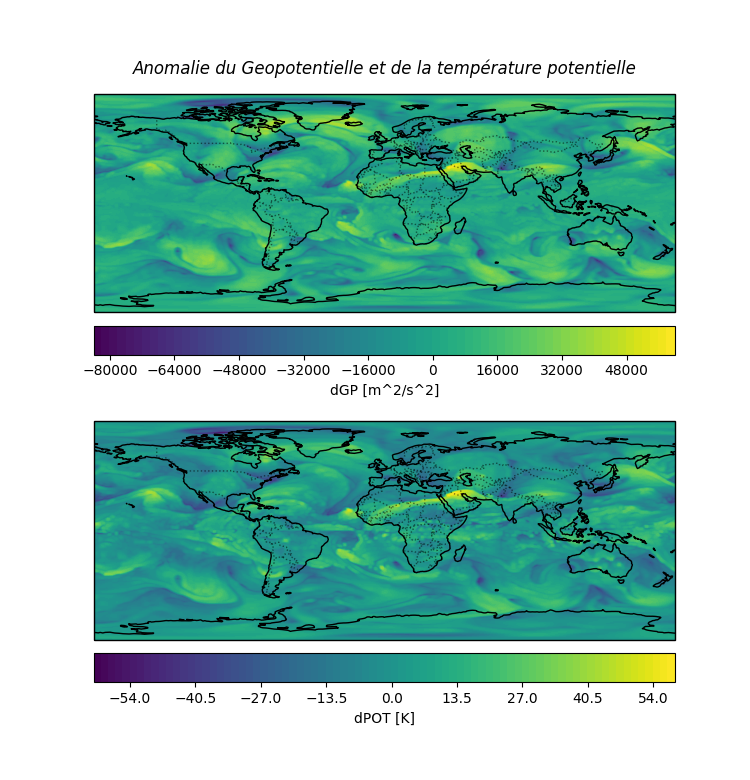 Anomalie du Geopotentielle et de la température potentielle
−80000 −64000 −48000 −32000 −16000 0 16000 32000 48000
dGP [m^2/s^2]
−54.0 −40.5 −27.0 −13.5 0.0 13.5 27.0 40.5 54.0
dPOT [K]